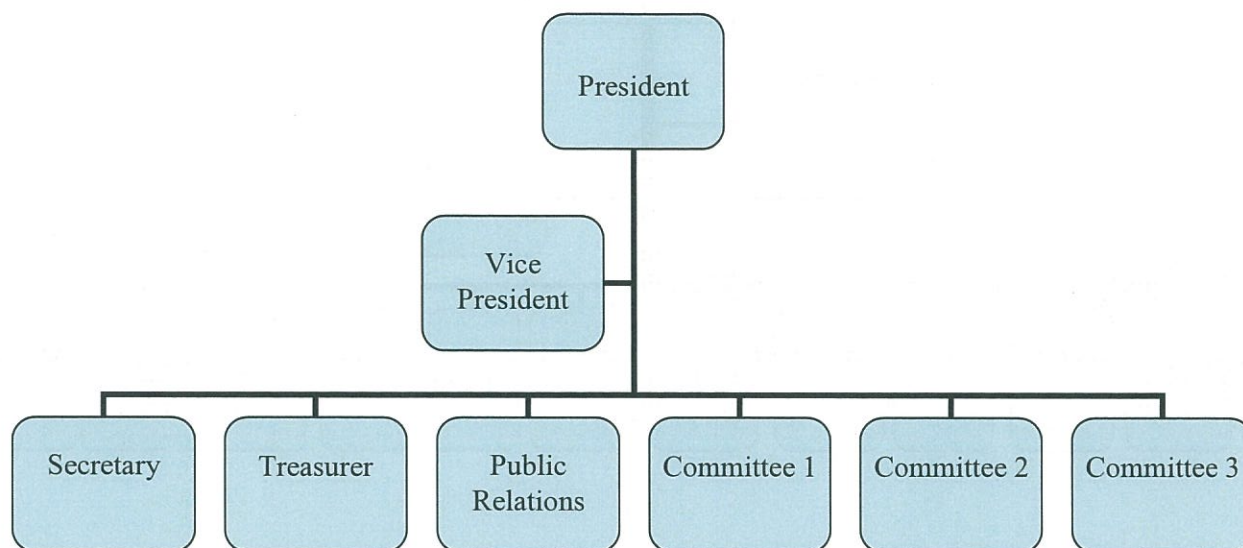 President
Vice
President
Secretary
Treasurer
Public
Relations
Committee 1
Committee 2
Committee 3